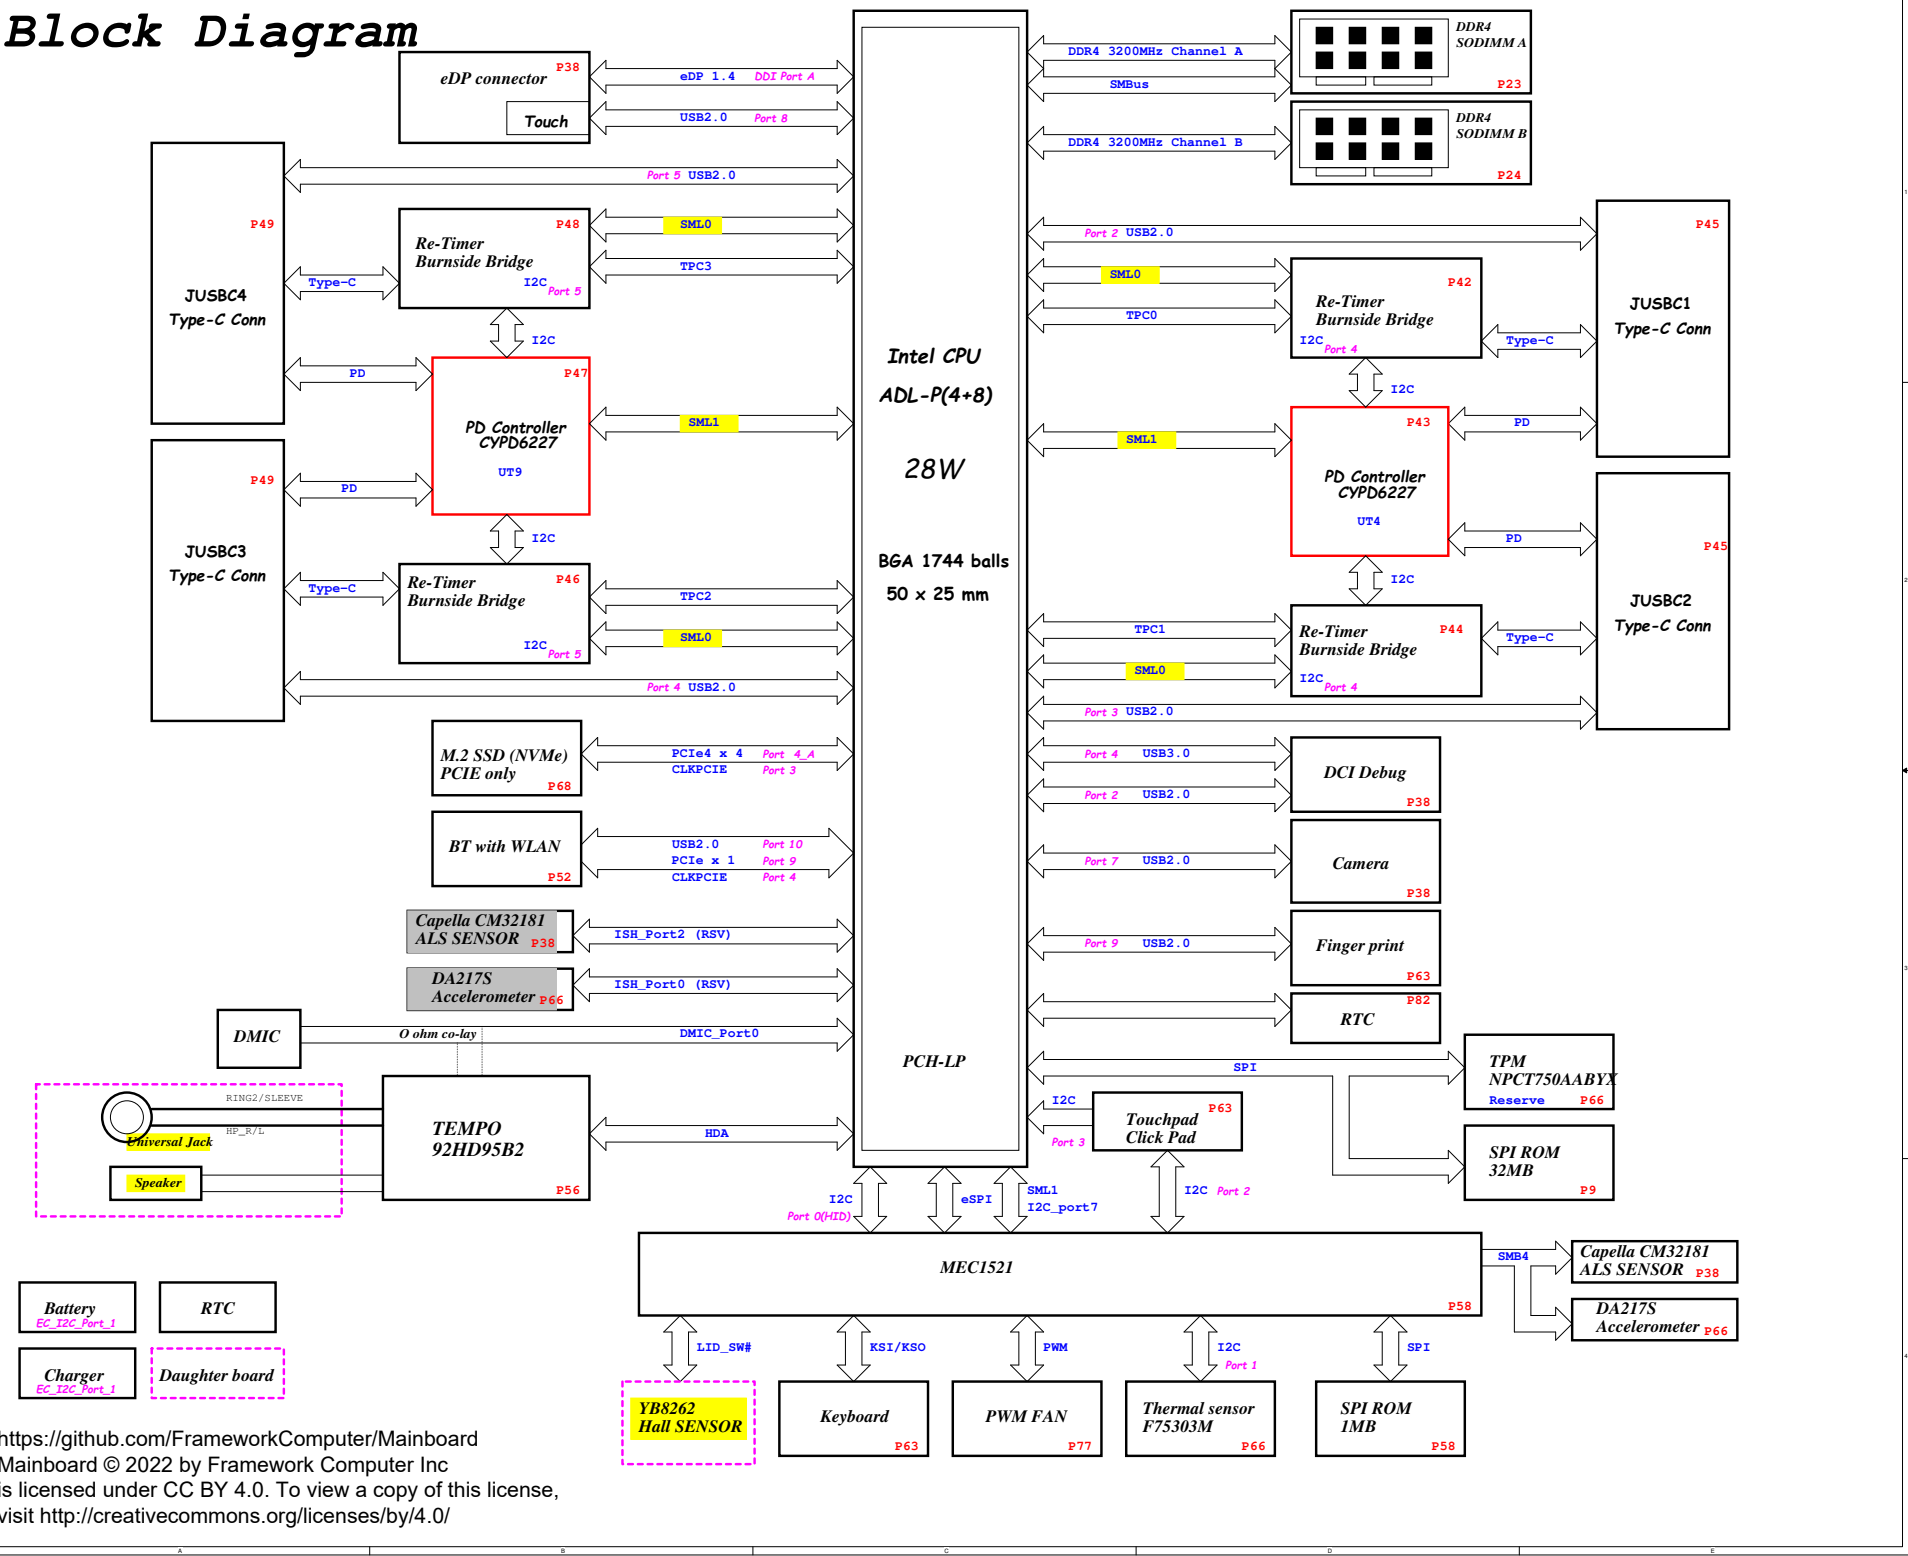 Block Diagram
eDP connector
P38
Touch
eDP 1.4 DDI Port A
USB2.0 Port 8
Port 5 USB2.0
P49
JUSBC4
Type-C Conn
Type-C
Re-Timer
Burnside Bridge
P48
I2C
Port 5
SML0
TPC3
I2C
PD
P47
PD Controller
CYPD6227
UT9
SML1
P49
JUSBC3
Type-C Conn
PD
I2C
Type-C
Re-Timer
Burnside Bridge
P46
I2C
Port 5
TPC2
SML0
Port 4 USB2.0
M.2 SSD (NVMe)
PCIE only
P68
PCIe4 x 4 Port 4_A
CLKPCIE Port 3
BT with WLAN
P52
USB2.0 Port 10
PCIe x 1 Port 9
CLKPCIE Port 4
Capella CM32181
ALS SENSOR P38
ISH_Port2 (RSV)
DA217S
Accelerometer P66
ISH_Port0 (RSV)
DMIC
O ohm co-lay
DMIC_Port0
RING2/SLEEVE
HP_R/L
Universal Jack
Speaker
TEMPO
92HD95B2
P56
HDA
Intel CPU
ADL-P(4+8)
28W
BGA 1744 balls
50 x 25 mm
PCH-LP
DDR4 3200MHz Channel A
SMBus
DDR4
SODIMM A
P23
DDR4 3200MHz Channel B
DDR4
SODIMM B
P24
Port 2 USB2.0
P45
JUSBC1
Type-C Conn
SML0
TPC0
P42
Re-Timer
Burnside Bridge
I2C
Port 4
Type-C
I2C
SML1
P43
PD Controller
CYPD6227
UT4
PD
PD
I2C
P45
JUSBC2
Type-C Conn
TPC1
SML0
Re-Timer
Burnside Bridge
P44
I2C
Port 4
Type-C
Port 3 USB2.0
Port 4 USB3.0
Port 2 USB2.0
DCI Debug
P38
Port 7 USB2.0
Camera
P38
Port 9 USB2.0
Finger print
P63
P82
RTC
SPI
TPM
NPCT750AABYX
Reserve P66
SPI ROM
32MB
P9
I2C
Port 3
P63
Touchpad
Click Pad
I2C Port 2
I2C
Port 0(HID)
eSPI
SML1
I2C_port7
MEC1521
P58
SMB4
Capella CM32181
ALS SENSOR P38
DA217S
Accelerometer P66
LID_SW#
KSI/KSO
PWM
I2C
Port 1
SPI
YB8262
Hall SENSOR
Keyboard
P63
PWM FAN
P77
Thermal sensor
F75303M
P66
SPI ROM
1MB
P58
Battery
EC_I2C_Port_1
RTC
Charger
EC_I2C_Port_1
Daughter board
https://github.com/FrameworkComputer/Mainboard
Mainboard © 2022 by Framework Computer Inc
is licensed under CC BY 4.0. To view a copy of this license,
visit http://creativecommons.org/licenses/by/4.0/
1
2
3
4
A
B
C
D
E